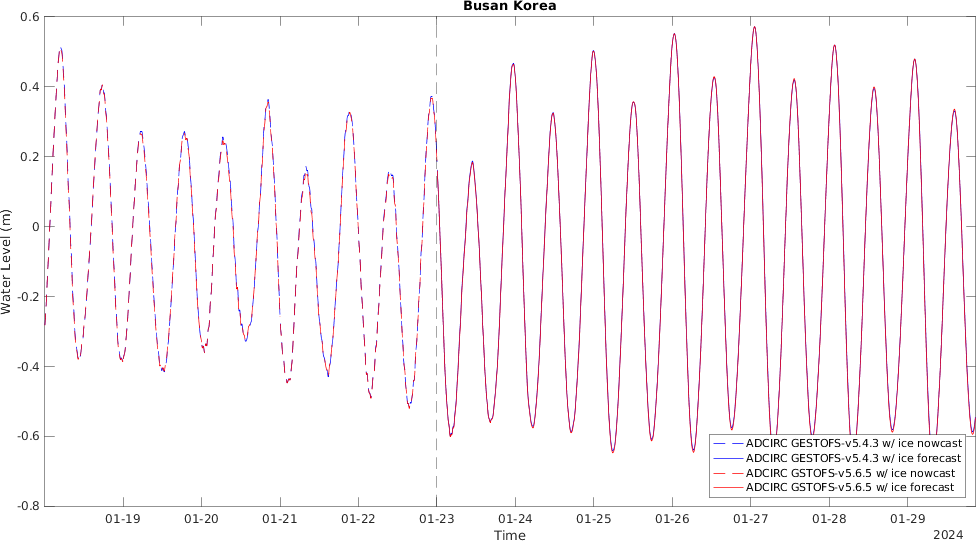 Busan Korea
0.6
0.4
0.2
0
-0.2
-0.4
-0.6
-0.8
Water Level (m)
ADCIRC GESTOFS-v5.4.3 w/ ice nowcast
ADCIRC GESTOFS-v5.4.3 w/ ice forecast
ADCIRC GSTOFS-v5.6.5 w/ ice nowcast
ADCIRC GSTOFS-v5.6.5 w/ ice forecast
01-19 01-20 01-21 01-22 01-23 01-24 01-25 01-26 01-27 01-28 01-29
Time
2024